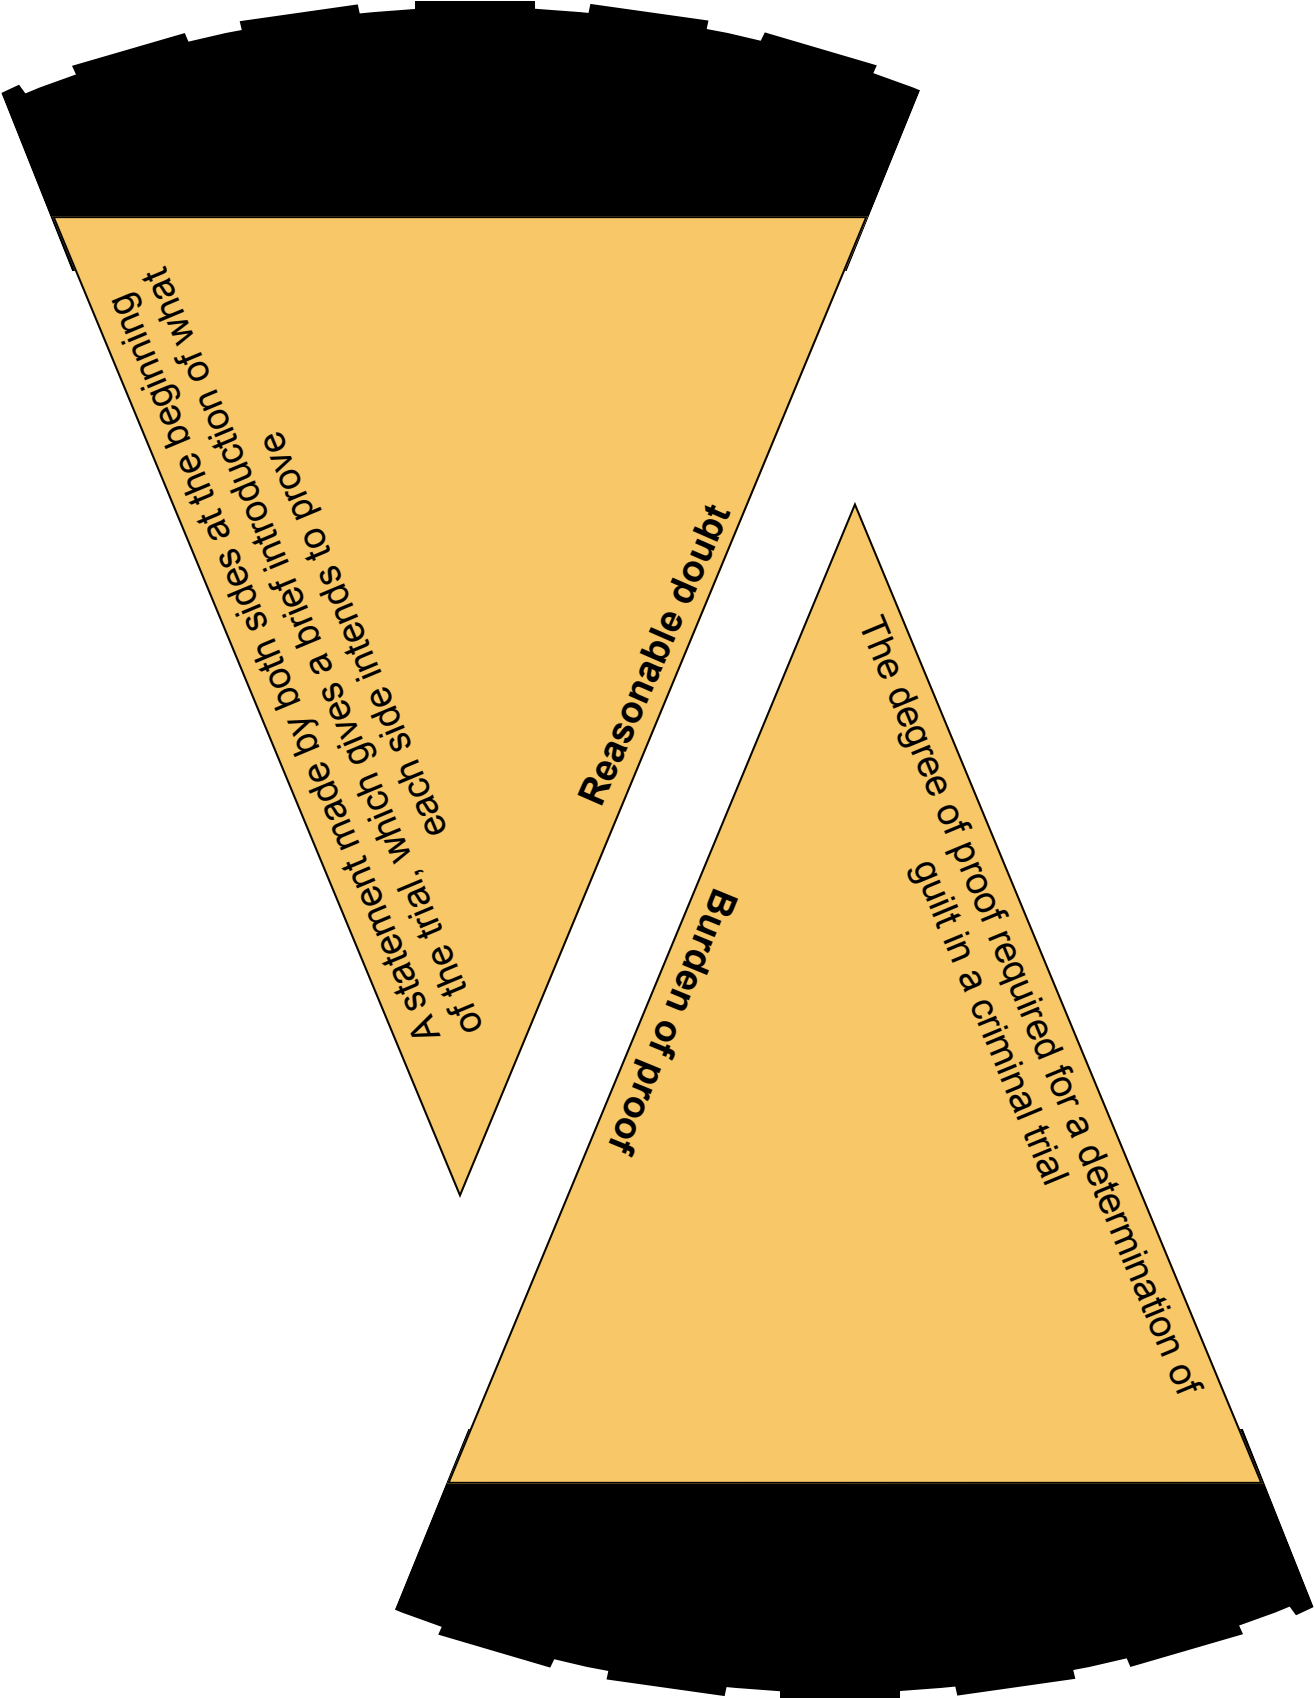 A statement made by both sides at the beginning
of the trial, which gives a brief introduction of what
each side intends to prove
Reasonable doubt
Burden of proof
The degree of proof required for a determination of
guilt in a criminal trial